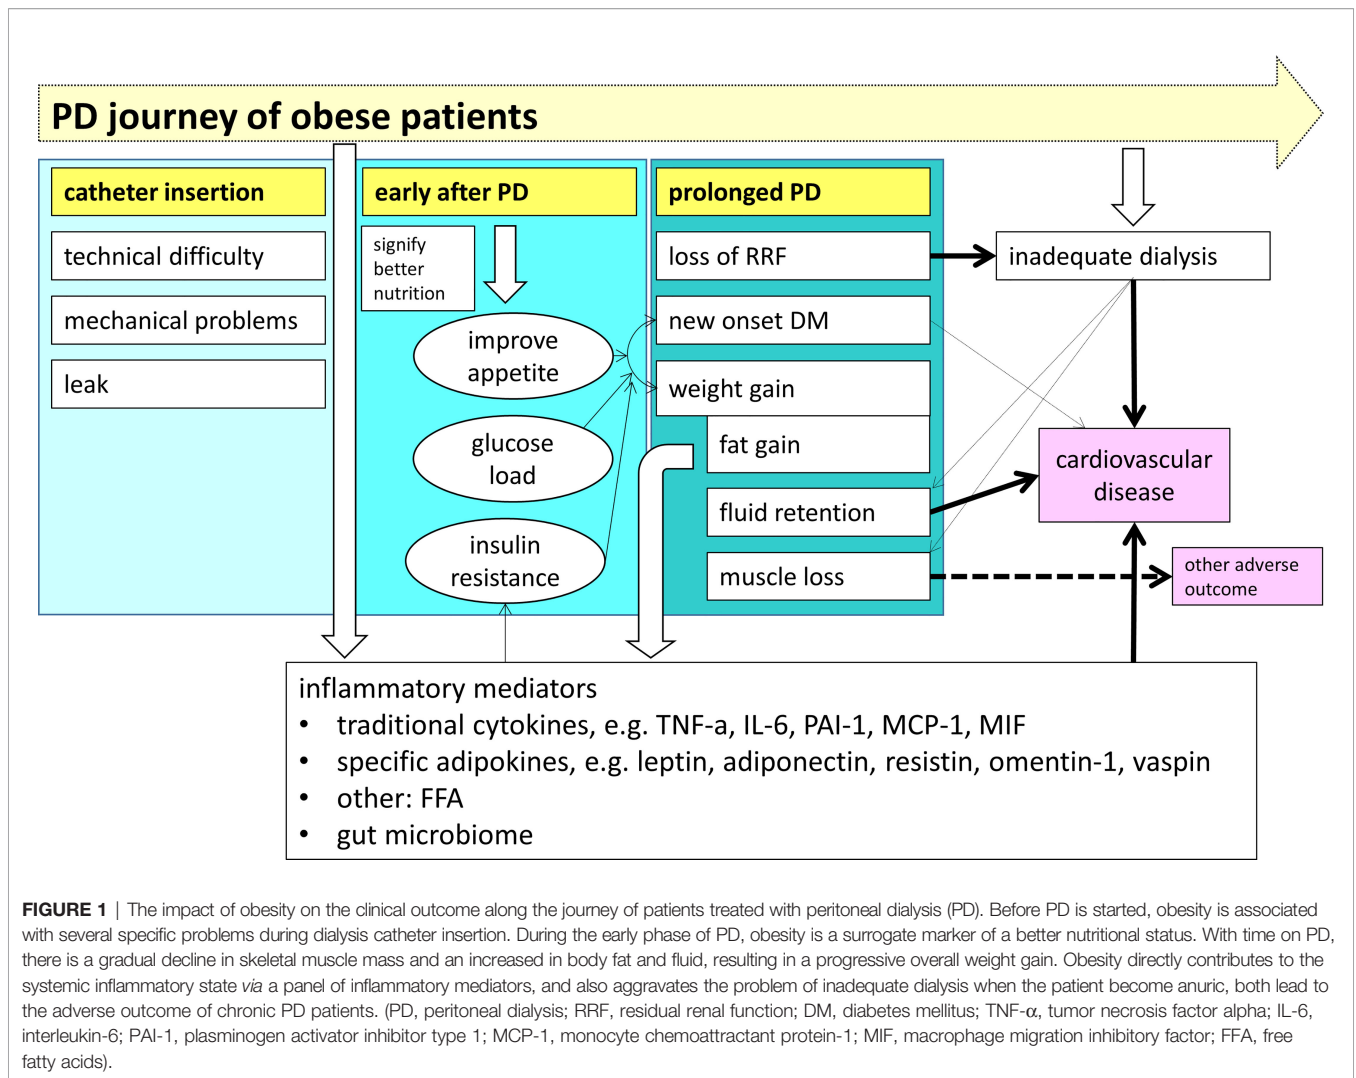 PD journey of obese patients
catheter insertion
technical difficulty
mechanical problems
leak
early after PD
signify
better
nutrition
improve
appetite
glucose
load
insulin
resistance
prolonged PD
loss of RRF
new onset DM
weight gain
fat gain
fluid retention
muscle loss
inadequate dialysis
cardiovascular
disease
other adverse
outcome
inflammatory mediators
• traditional cytokines, e.g. TNF-a, IL-6, PAI-1, MCP-1, MIF
• specific adipokines, e.g. leptin, adiponectin, resistin, omentin-1, vaspin
• other: FFA
• gut microbiome
FIGURE 1 | The impact of obesity on the clinical outcome along the journey of patients treated with peritoneal dialysis (PD). Before PD is started, obesity is associated
with several specific problems during dialysis catheter insertion. During the early phase of PD, obesity is a surrogate marker of a better nutritional status. With time on PD,
there is a gradual decline in skeletal muscle mass and an increased in body fat and fluid, resulting in a progressive overall weight gain. Obesity directly contributes to the
systemic inflammatory state via a panel of inflammatory mediators, and also aggravates the problem of inadequate dialysis when the patient become anuric, both lead to
the adverse outcome of chronic PD patients. (PD, peritoneal dialysis; RRF, residual renal function; DM, diabetes mellitus; TNF-α, tumor necrosis factor alpha; IL-6,
interleukin-6; PAI-1, plasminogen activator inhibitor type 1; MCP-1, monocyte chemoattractant protein-1; MIF, macrophage migration inhibitory factor; FFA, free
fatty acids).